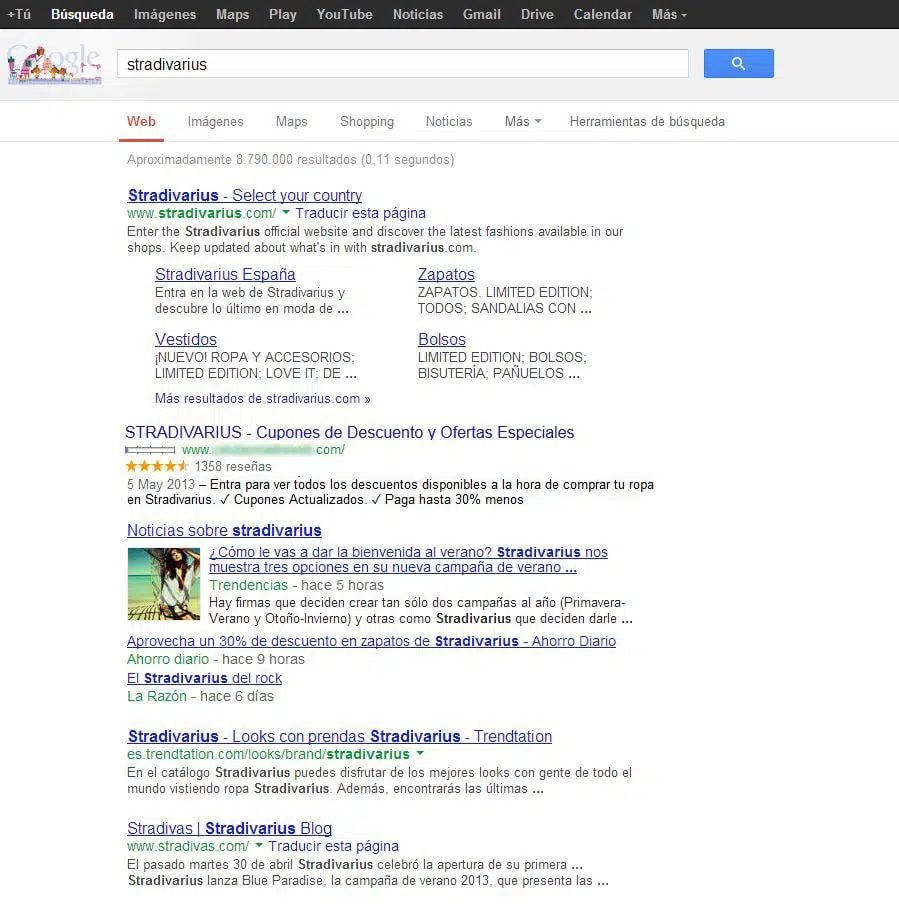 +Tú Búsqueda Imágenes Maps Play YouTube Noticias Gmail Drive Calendar Más
Google
stradivarius
Web Imágenes Maps Shopping Noticias Más Herramientas de búsqueda
Aproximadamente 8.790.000 resultados (0,11 segundos)
Stradivarius - Select your country
www.stradivarius.com/ Traducir esta página
Enter the Stradivarius official website and discover the latest fashions available in our
shops. Keep updated about what's in with stradivarius.com.
Stradivarius España
Entra en la web de Stradivarius y
descubre lo último en moda de ...
Zapatos
ZAPATOS. LIMITED EDITION;
TODOS; SANDALIAS CON ...
Vestidos
¡NUEVO! ROPA Y ACCESORIOS;
LIMITED EDITION; LOVE IT; DE ...
Bolsos
LIMITED EDITION; BOLSOS;
BISUTERÍA; PAÑUELOS ...
Más resultados de stradivarius.com »
STRADIVARIUS - Cupones de Descuento y Ofertas Especiales
www. .com/
1358 reseñas
5 May 2013 – Entra para ver todos los descuentos disponibles a la hora de comprar tu ropa
en Stradivarius. ✓ Cupones Actualizados. ✓ Paga hasta 30% menos
Noticias sobre stradivarius
¿Cómo le vas a dar la bienvenida al verano? Stradivarius nos
muestra tres opciones en su nueva campaña de verano ...
Trendencias - hace 5 horas
Hay firmas que deciden crear tan sólo dos campañas al año (Primavera-
Verano y Otoño-Invierno) y otras como Stradivarius que deciden darle ...
Aprovecha un 30% de descuento en zapatos de Stradivarius - Ahorro Diario
Ahorro diario - hace 9 horas
El Stradivarius del rock
La Razón - hace 6 días
Stradivarius - Looks con prendas Stradivarius - Trendtation
es.trendtation.com/looks/brand/stradivarius
En el catálogo Stradivarius puedes disfrutar de los mejores looks con gente de todo el
mundo vistiendo ropa Stradivarius. Además, encontrarás las últimas ...
Stradivas | Stradivarius Blog
www.stradivas.com/ Traducir esta página
El pasado martes 30 de abril Stradivarius celebró la apertura de su primera ...
Stradivarius lanza Blue Paradise, la campaña de verano 2013, que presenta las ...